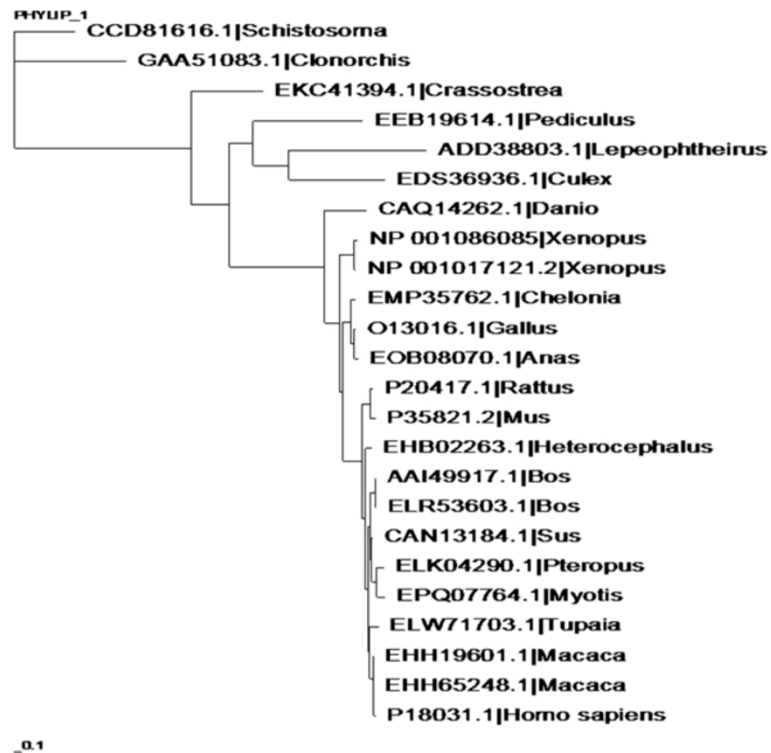 PHYLIP_1
CCD81616.1|Schistosoma
GAA51083.1|Clonorchis
EKC41394.1|Crassostrea
EEB19614.1|Pediculus
ADD38803.1|Lepeophtheirus
EDS36936.1|Culex
CAQ14262.1|Danio
NP 001086085|Xenopus
NP 001017121.2|Xenopus
EMP35762.1|Chelonia
O13016.1|Gallus
EOB08070.1|Anas
P20417.1|Rattus
P35821.2|Mus
EHB02263.1|Heterocephalus
AAI49917.1|Bos
ELR53603.1|Bos
CAN13184.1|Sus
ELK04290.1|Pteropus
EPQ07764.1|Myotis
ELW71703.1|Tupaia
EHH19601.1|Macaca
EHH65248.1|Macaca
P18031.1|Homo sapiens
_0.1